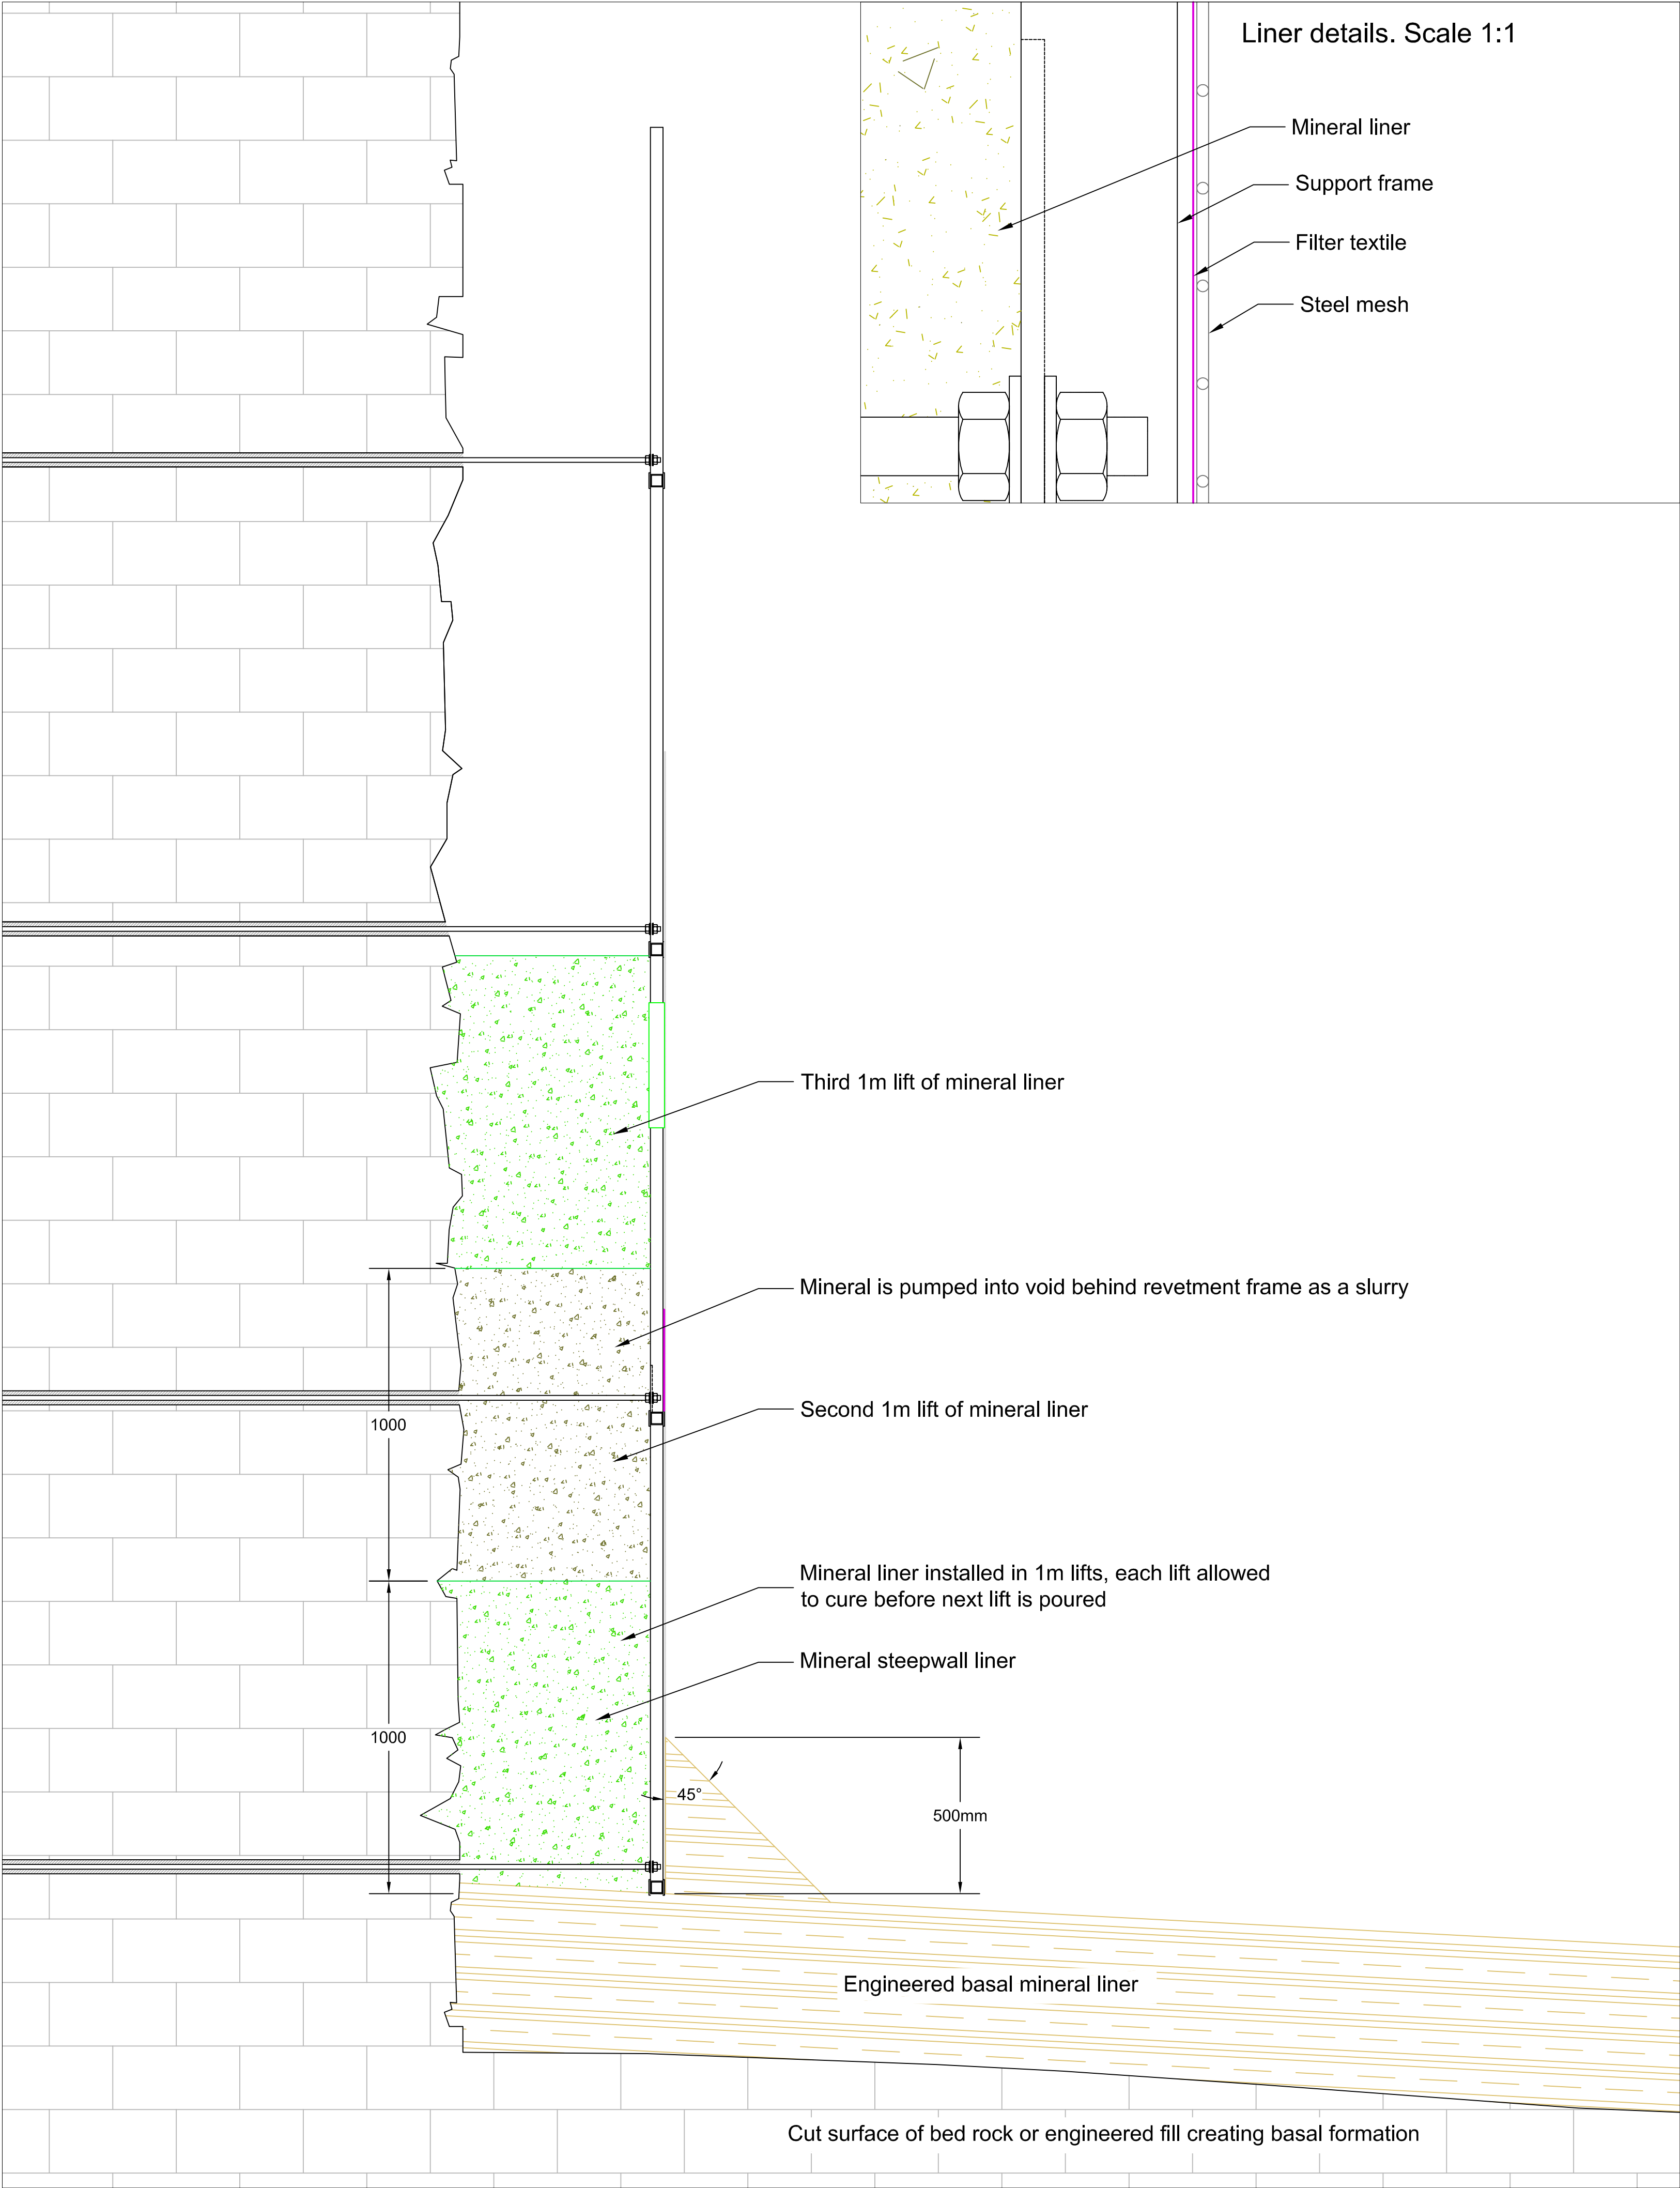 Liner details. Scale 1:1
Mineral liner
Support frame
Filter textile
Steel mesh
Third 1m lift of mineral liner
Mineral is pumped into void behind revetment frame as a slurry
Second 1m lift of mineral liner
1000
Mineral liner installed in 1m lifts, each lift allowed
to cure before next lift is poured
Mineral steepwall liner
1000
45°
500mm
Engineered basal mineral liner
Cut surface of bed rock or engineered fill creating basal formation